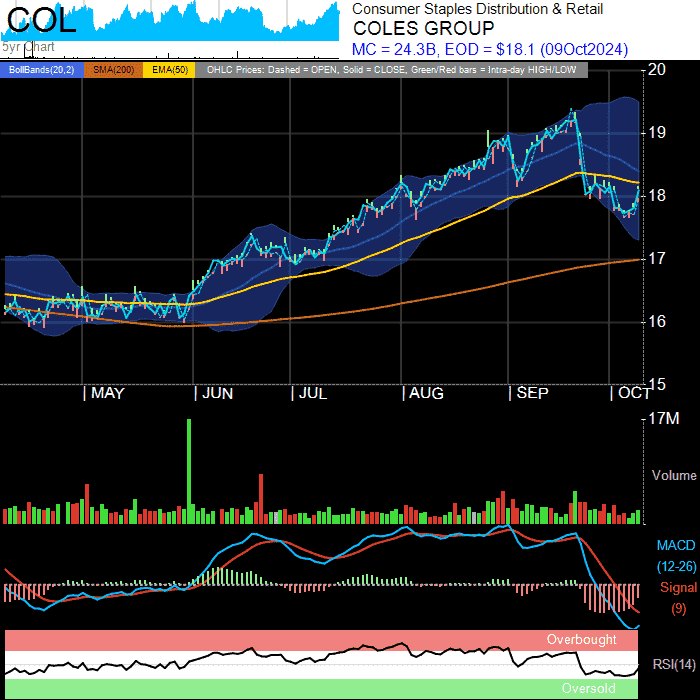 COL
5yr Chart
Consumer Staples Distribution & Retail
COLES GROUP
MC = 24.3B, EOD = $18.1 (09Oct2024)
BollBands(20,2) SMA(200) EMA(50) OHLC Prices: Dashed = OPEN, Solid = CLOSE, Green/Red bars = Intra-day HIGH/LOW
20
19
18
17
16
15
| MAY | JUN | JUL | AUG | SEP | OCT
17M
Volume
MACD
(12-26)
Signal
(9)
Overbought
RSI(14)
Oversold